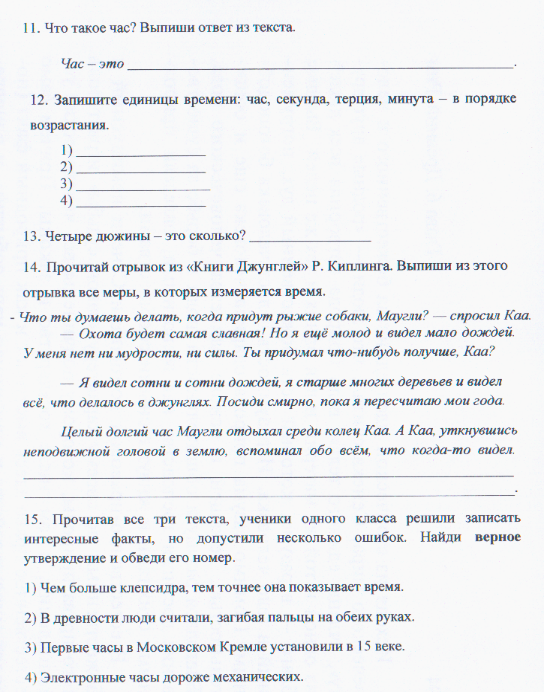 11. Что такое час? Выпиши ответ из текста.
Час – это ___________________________________________________.
12. Запишите единицы времени: час, секунда, терция, минута – в порядке
возрастания.
1) _________________
2) _________________
3) _________________
4) _________________
13. Четыре дюжины – это сколько? ________________
14. Прочитай отрывок из «Книги Джунглей» Р. Киплинга. Выпиши из этого
отрывка все меры, в которых измеряется время.
- Что ты думаешь делать, когда придут рыжие собаки, Маугли? — спросил Каа.
— Охота будет самая славная! Но я ещё молод и видел мало дождей.
У меня нет ни мудрости, ни силы. Ты придумал что-нибудь получше, Каа?
— Я видел сотни и сотни дождей, я старше многих деревьев и видел
всё, что делалось в джунглях. Посиди смирно, пока я пересчитаю мои года.
Целый долгий час Маугли отдыхал среди колец Каа. А Каа, уткнувшись
неподвижной головой в землю, вспоминал обо всём, что когда-то видел.
_________________________________________________________________
_________________________________________________________________.
15. Прочитав все три текста, ученики одного класса решили записать
интересные факты, но допустили несколько ошибок. Найди верное
утверждение и обведи его номер.
1) Чем больше клепсидра, тем точнее она показывает время.
2) В древности люди считали, загибая пальцы на обеих руках.
3) Первые часы в Московском Кремле установили в 15 веке.
4) Электронные часы дороже механических.